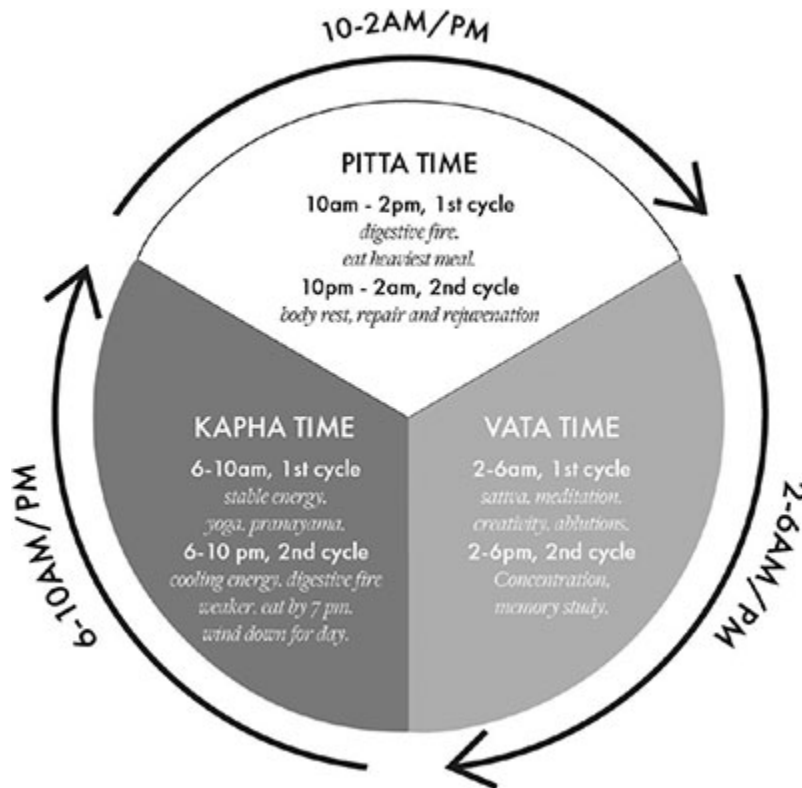 10-2AM/PM
PITTA TIME
10am - 2pm, 1st cycle
digestive fire.
eat heaviest meal.
10pm - 2am, 2nd cycle
body rest, repair and rejuvenation
KAPHA TIME
6-10am, 1st cycle
stable energy.
yoga. pranayama.
6-10 pm, 2nd cycle
cooling energy. digestive fire
weaker. eat by 7 pm.
wind down for day.
VATA TIME
2-6am, 1st cycle
sattva. meditation.
creativity. ablutions.
2-6pm, 2nd cycle
Concentration,
memory study.
6-10AM/PM
2-6AM/PM